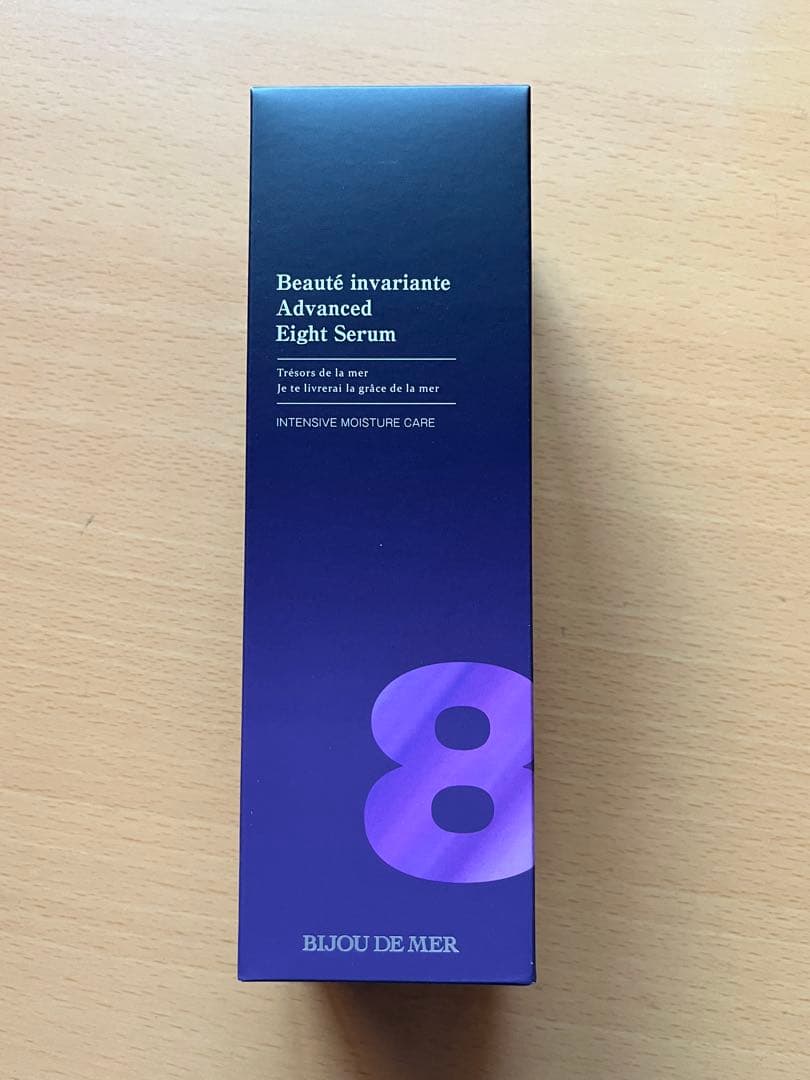 Beauté invariante
Advanced
Eight Serum
Trésors de la mer
Je te livrerai la grâce de la mer
INTENSIVE MOISTURE CARE
8
BIJOU DE MER